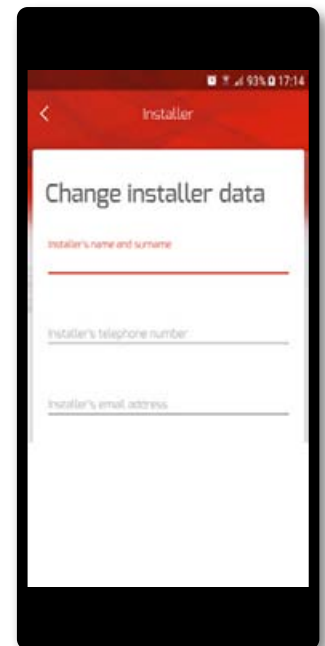 93% 17:14
Installer
Change installer data
Installer's name and surname
Installer's telephone number
Installer's email address